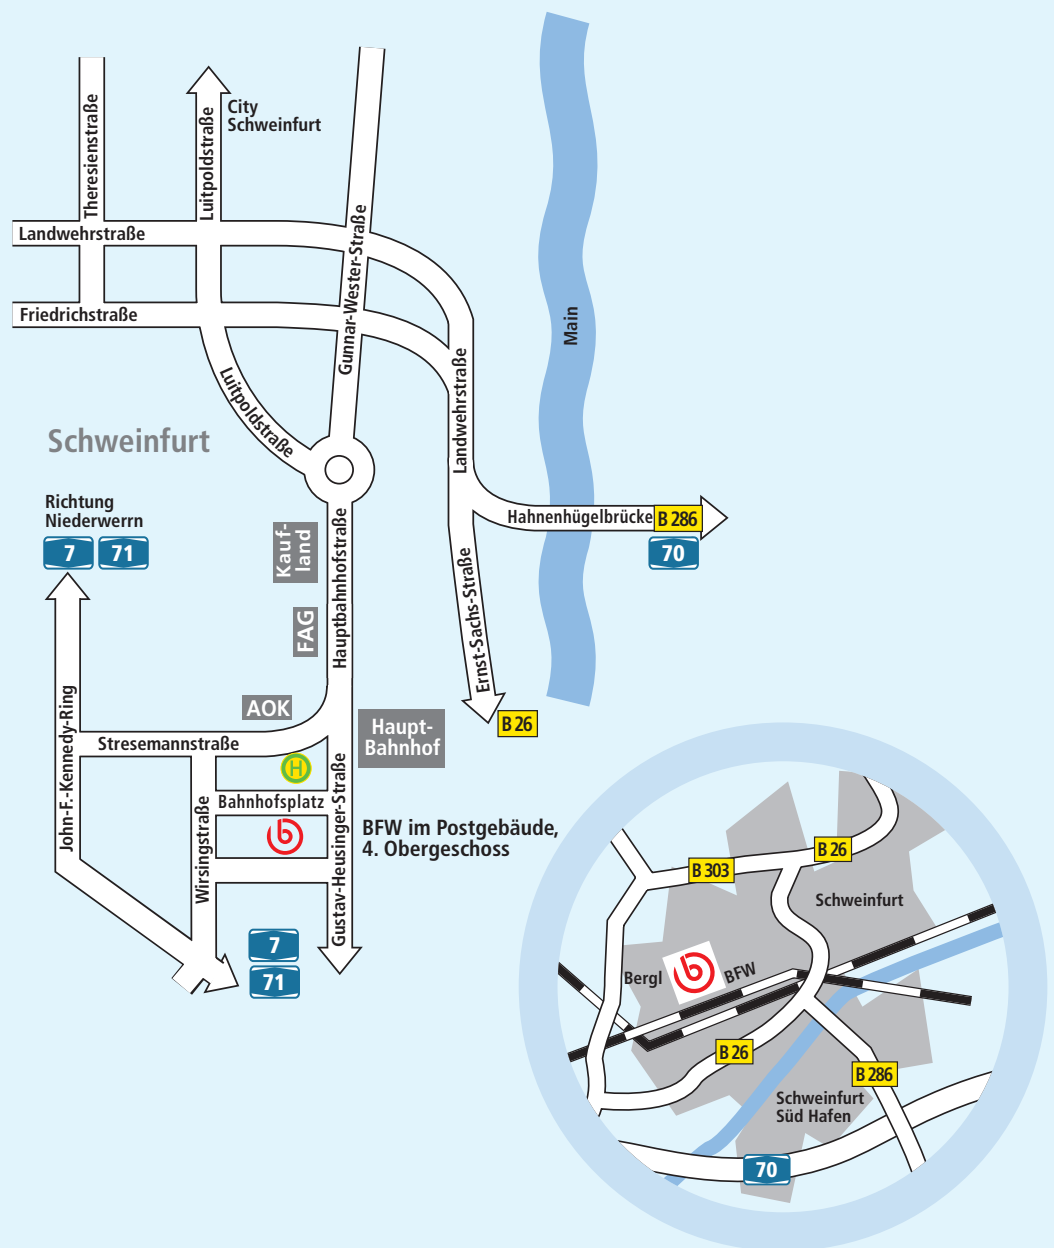 City
Schweinfurt
Theresienstraße
Luitpoldstraße
Landwehrstraße
Gunnar-Wester-Straße
Friedrichstraße
Main
Luitpoldstraße
Landwehrstraße
Schweinfurt
Richtung
Niederwerrn
7 71
Hahnenhügelbrücke B 286
70
Kauf-
land
Hauptbahnhofstraße
FAG
Ernst-Sachs-Straße
AOK
Haupt-
Bahnhof
B 26
John-F.-Kennedy-Ring
Stresemannstraße
H
Bahnhofsplatz
Wirsingstraße
Gustav-Heusinger-Straße
b
BFW im Postgebäude,
4. Obergeschoss
7
71
B 26
B 303
Schweinfurt
Bergl
b
BFW
B 26
B 286
Schweinfurt
Süd Hafen
70